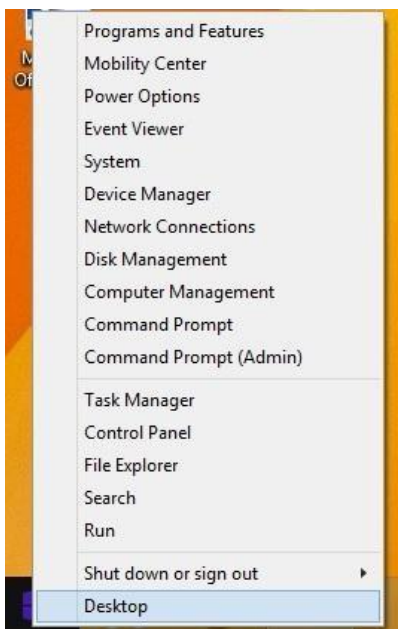 Programs and Features
Mobility Center
Power Options
Event Viewer
System
Device Manager
Network Connections
Disk Management
Computer Management
Command Prompt
Command Prompt (Admin)
Task Manager
Control Panel
File Explorer
Search
Run
Shut down or sign out
Desktop